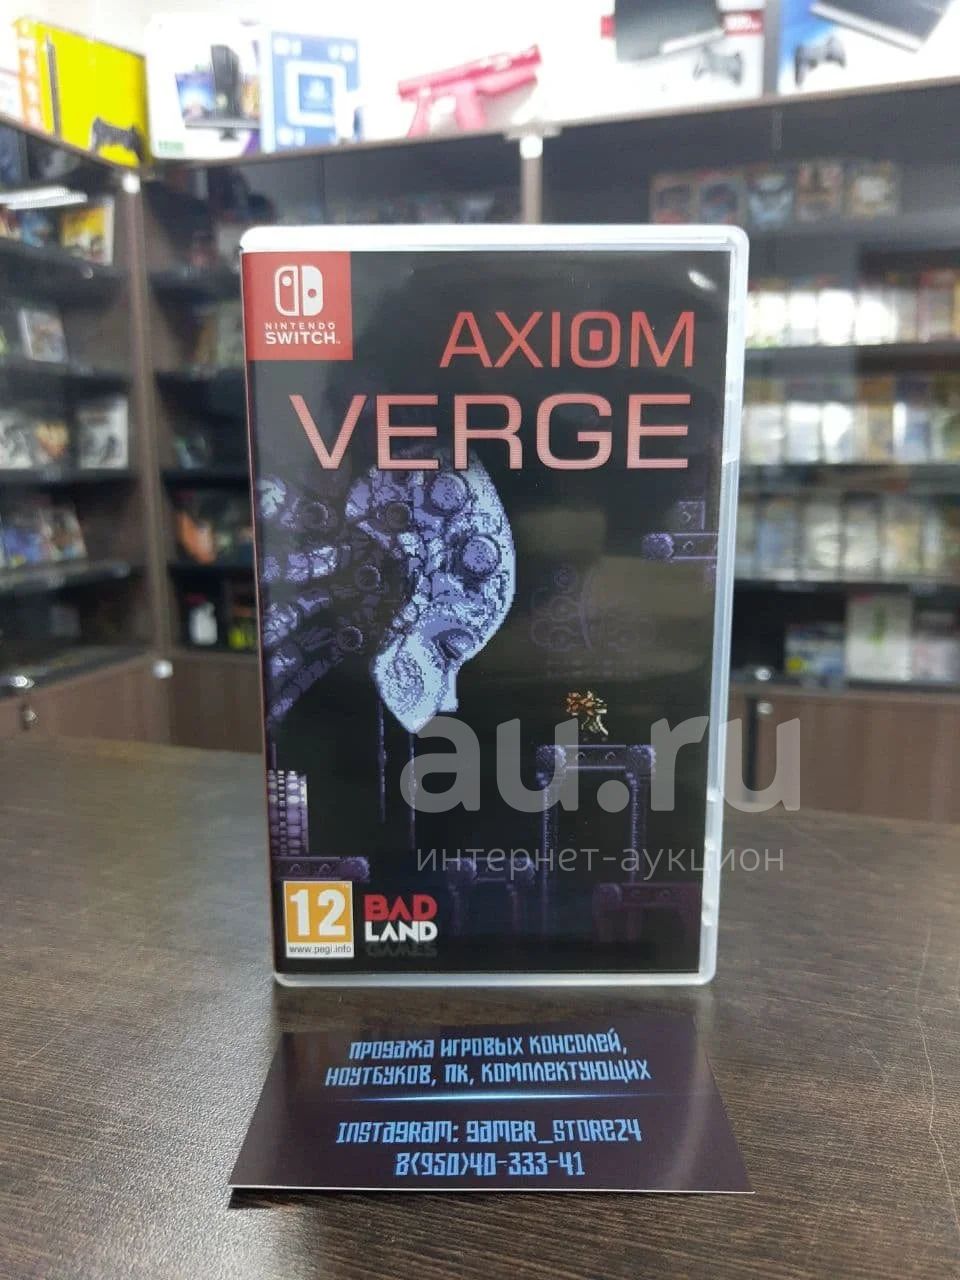 NINTENDO
SWITCH
AXIOM
VERGE
au.ru
интернет-аукцион
12
www.pegi.info
BAD
LAND
GAMES
ПРОДАЖА ИГРОВЫХ КОНСОЛЕЙ,
НОУТБУКОВ, ПК, КОМПЛЕКТУЮЩИХ
INSTAGRAM: GAMER_STORE24
8(950)40-333-41